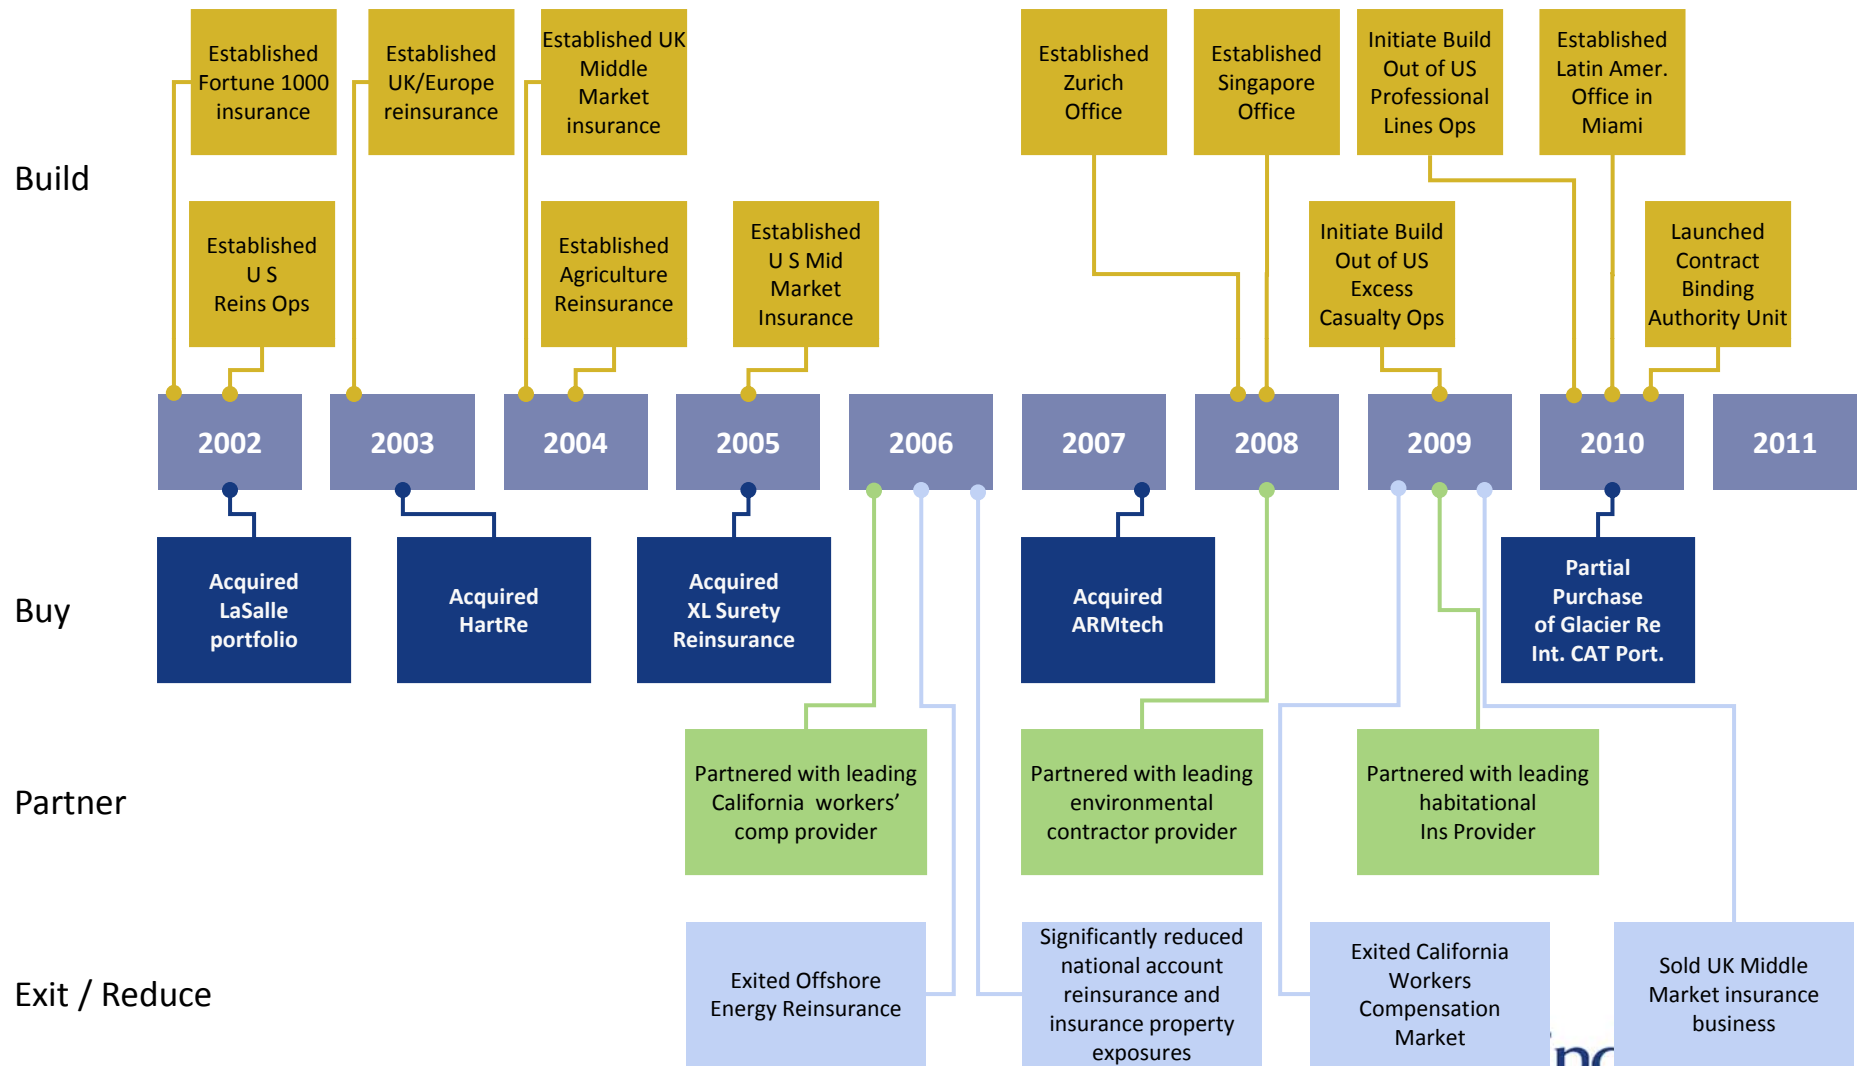 Established
Fortune 1000
insurance
Established
UK/Europe
reinsurance
Established UK
Middle
Market
insurance
Established
Zurich
Office
Established
Singapore
Office
Initiate Build
Out of US
Professional
Lines Ops
Established
Latin Amer.
Office in
Miami
Build
Established
U S
Reins Ops
Established
Agriculture
Reinsurance
Established
U S Mid
Market
Insurance
Initiate Build
Out of US
Excess
Casualty Ops
Launched
Contract
Binding
Authority Unit
2002
2003
2004
2005
2006
2007
2008
2009
2010
2011
Buy
Acquired
LaSalle
portfolio
Acquired
HartRe
Acquired
XL Surety
Reinsurance
Acquired
ARMtech
Partial
Purchase
of Glacier Re
Int. CAT Port.
Partner
Partnered with leading
California workers’
comp provider
Partnered with leading
environmental
contractor provider
Partnered with leading
habitational
Ins Provider
Exit / Reduce
Exited Offshore
Energy Reinsurance
Significantly reduced
national account
reinsurance and
insurance property
exposures
Exited California
Workers
Compensation
Market
Sold UK Middle
Market insurance
business